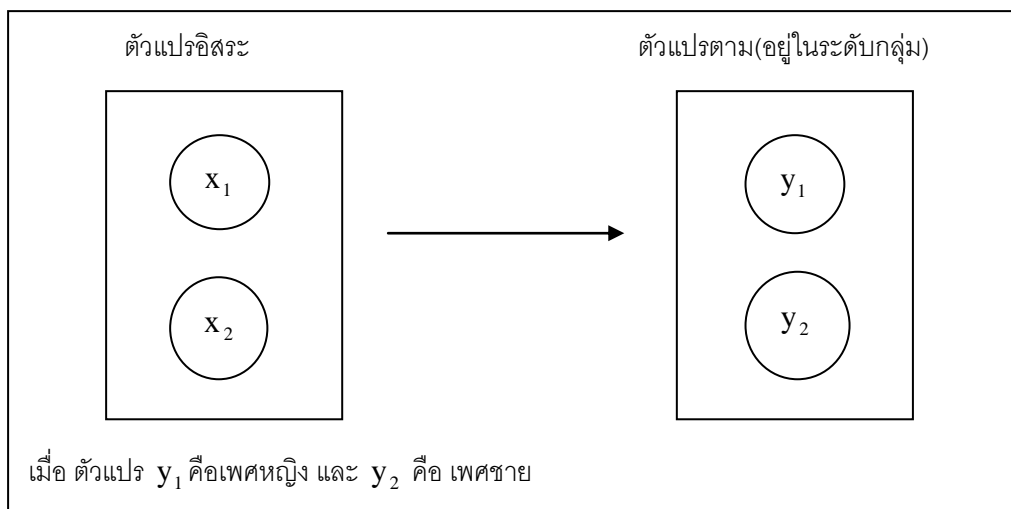 ตัวแปรอิสระ ตัวแปรตาม(อยู่ในระดับกลุ่ม)
x₁ y₁
x₂ y₂
เมื่อ ตัวแปร y₁ คือเพศหญิง และ y₂ คือ เพศชาย